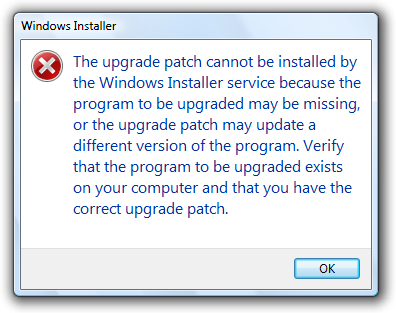 Windows Installer
The upgrade patch cannot be installed by
the Windows Installer service because the
program to be upgraded may be missing,
or the upgrade patch may update a
different version of the program. Verify
that the program to be upgraded exists
on your computer and that you have the
correct upgrade patch.
OK